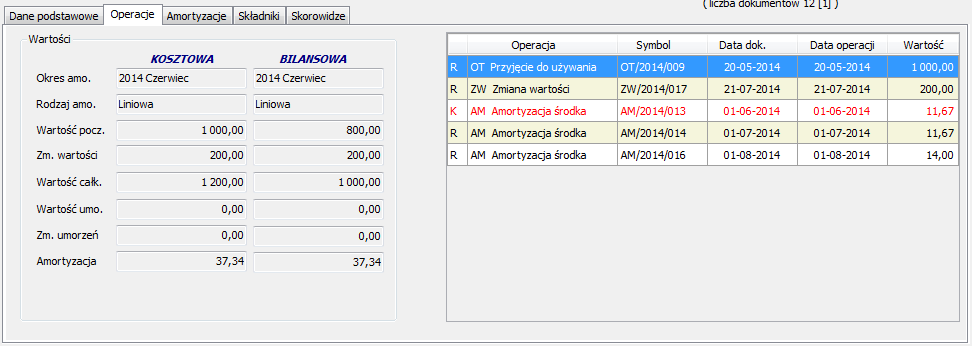 ( liczba dokumentów 12 [1] )
Dane podstawowe Operacje Amortyzacje Składniki Skorowidze
Wartości
KOSZTOWA BILANSOWA
Okres amo. 2014 Czerwiec 2014 Czerwiec
Rodzaj amo. Liniowa Liniowa
Wartość pocz. 1 000,00 800,00
Zm. wartości 200,00 200,00
Wartość całk. 1 200,00 1 000,00
Wartość umo. 0,00 0,00
Zm. umorzeń 0,00 0,00
Amortyzacja 37,34 37,34
Operacja Symbol Data dok. Data operacji Wartość
R OT Przyjęcie do używania OT/2014/009 20-05-2014 20-05-2014 1 000,00
R ZW Zmiana wartości ZW/2014/017 21-07-2014 21-07-2014 200,00
K AM Amortyzacja środka AM/2014/013 01-06-2014 01-06-2014 11,67
R AM Amortyzacja środka AM/2014/014 01-07-2014 01-07-2014 11,67
R AM Amortyzacja środka AM/2014/016 01-08-2014 01-08-2014 14,00